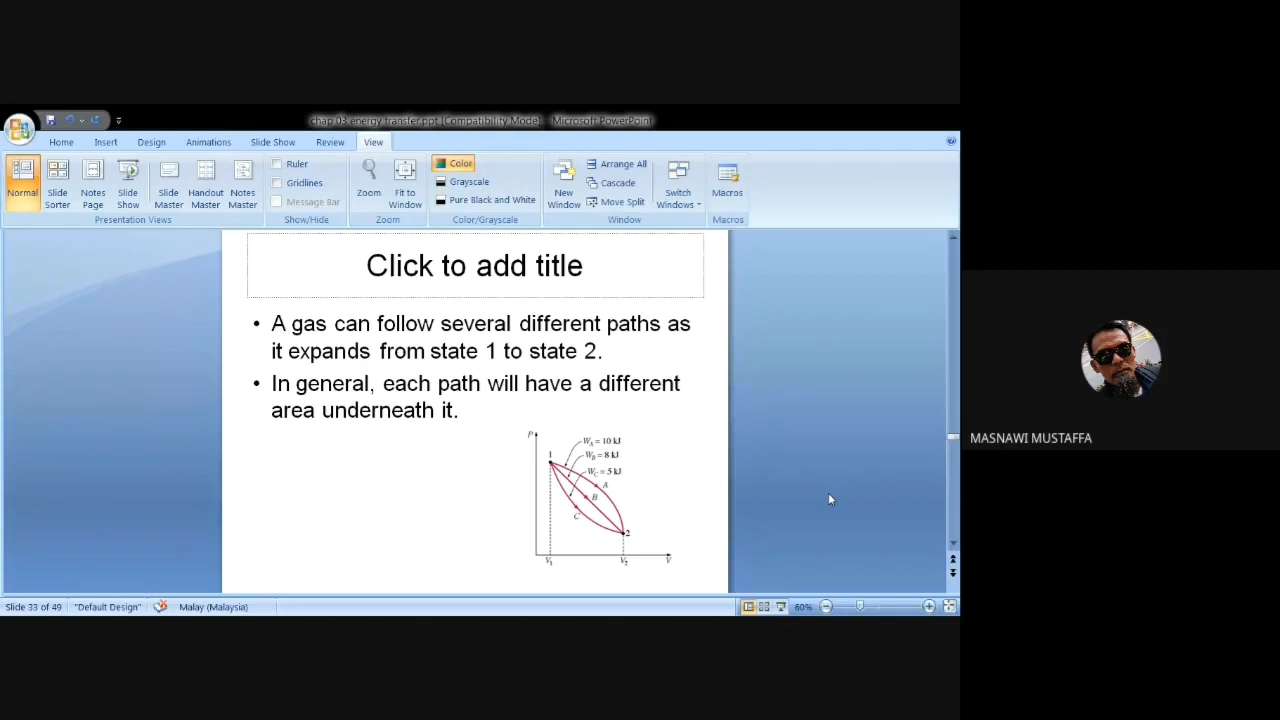 chap 03 energy transfer.ppt [Compatibility Mode] - Microsoft PowerPoint
Home Insert Design Animations Slide Show Review View
Normal
Slide Sorter
Notes Page
Slide Show
Slide Master
Handout Master
Notes Master
Presentation Views
Ruler
Gridlines
Message Bar
Show/Hide
Zoom
Fit to Window
Zoom
Color
Grayscale
Pure Black and White
Color/Grayscale
New Window
Arrange All
Cascade
Move Split
Switch Windows
Window
Macros
Macros
Click to add title
• A gas can follow several different paths as
it expands from state 1 to state 2.
• In general, each path will have a different
area underneath it.
P
W_A = 10 kJ
W_B = 8 kJ
W_C = 5 kJ
1
A
B
C
2
V_1
V_2
V
MASNAWI MUSTAFFA
Slide 33 of 49 "Default Design" Malay (Malaysia) 60%